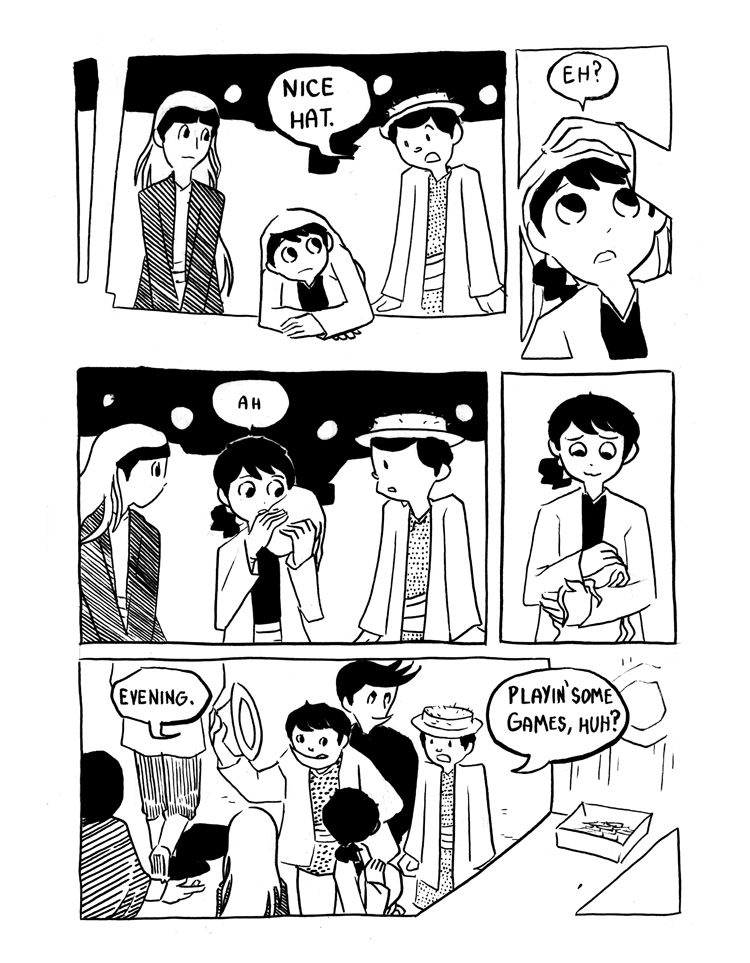 NICE
HAT.
EH?
AH
EVENING.
PLAYIN' SOME
GAMES, HUH?